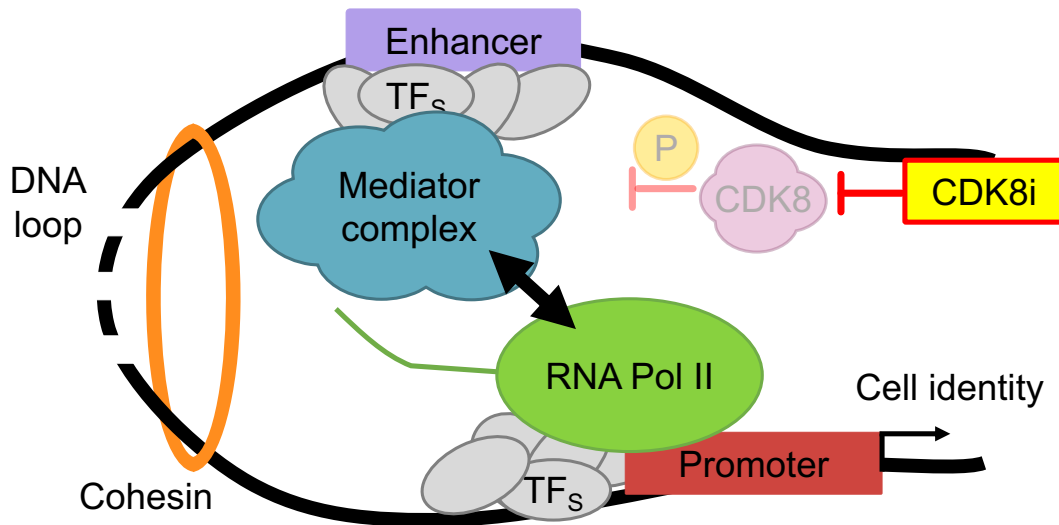 Enhancer
TFS
P
DNA
loop
Mediator
complex
CDK8
CDK8i
RNA Pol II
Cell identity
Promoter
Cohesin
TFS